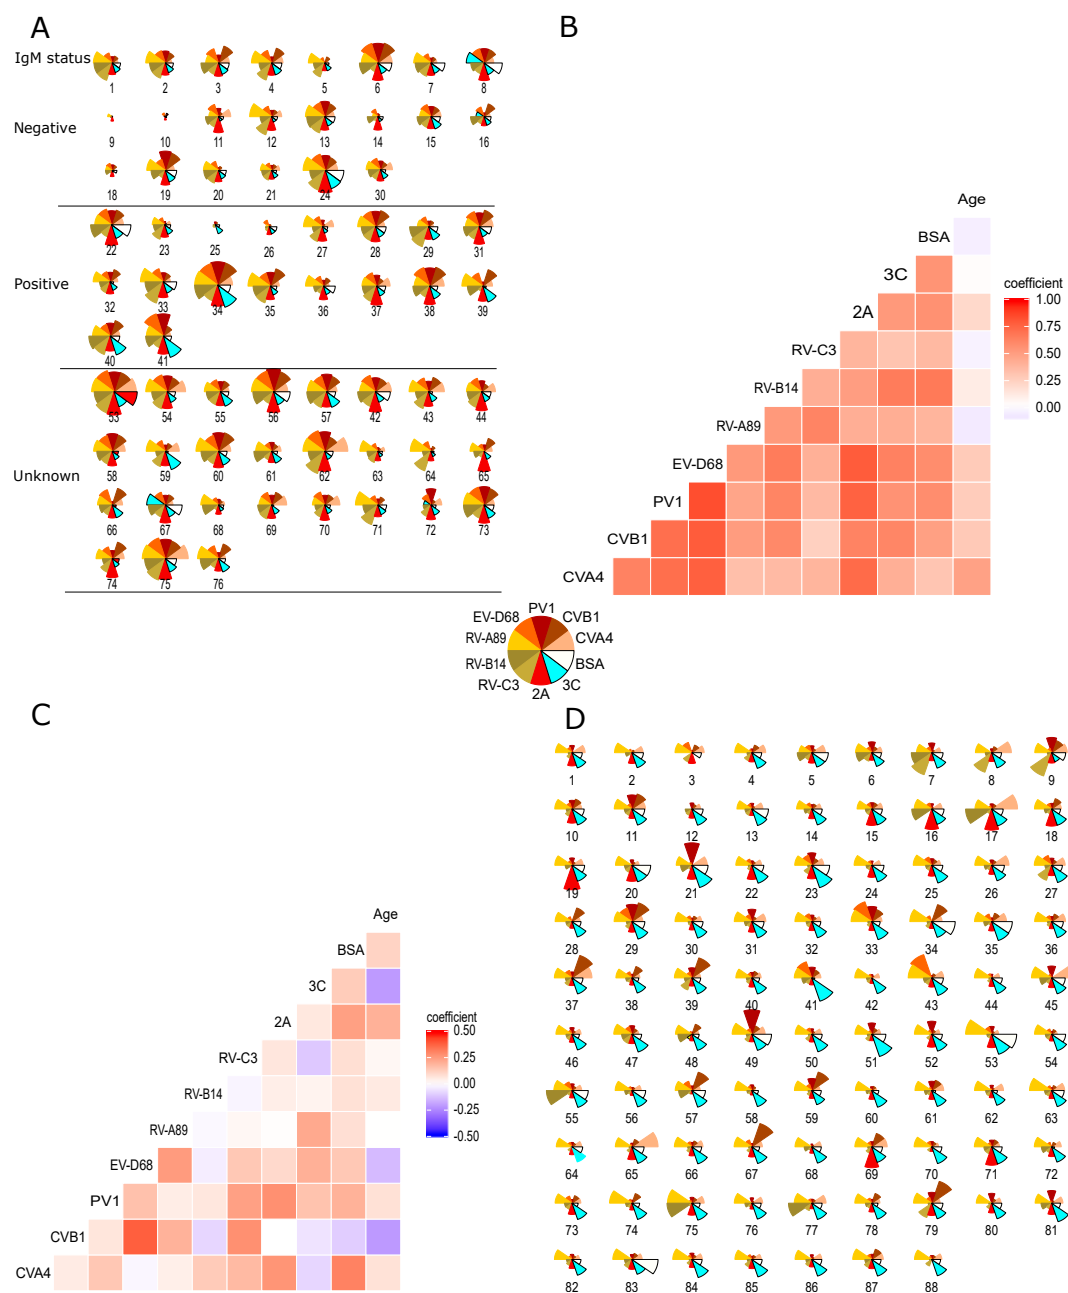 A
IgM status
1 2 3 4 5 6 7 8
Negative
9 10 11 12 13 14 15 16
18 19 20 21 24 30
22 23 25 26 27 28 29 31
Positive
32 33 34 35 36 37 38 39
40 41
53 54 55 56 57 42 43 44
Unknown
58 59 60 61 62 63 64 65
66 67 68 69 70 71 72 73
74 75 76
B
Age
BSA
3C
2A
RV-C3
RV-B14
RV-A89
EV-D68
PV1
CVB1
CVA4
coefficient
1.00
0.75
0.50
0.25
0.00
PV1
EV-D68 CVB1
RV-A89 CVA4
RV-B14 BSA
RV-C3 3C
2A
C
Age
BSA
3C
2A
RV-C3
RV-B14
RV-A89
EV-D68
PV1
CVB1
CVA4
coefficient
0.50
0.25
0.00
-0.25
-0.50
D
1 2 3 4 5 6 7 8 9
10 11 12 13 14 15 16 17 18
19 20 21 22 23 24 25 26 27
28 29 30 31 32 33 34 35 36
37 38 39 40 41 42 43 44 45
46 47 48 49 50 51 52 53 54
55 56 57 58 59 60 61 62 63
64 65 66 67 68 69 70 71 72
73 74 75 76 77 78 79 80 81
82 83 84 85 86 87 88